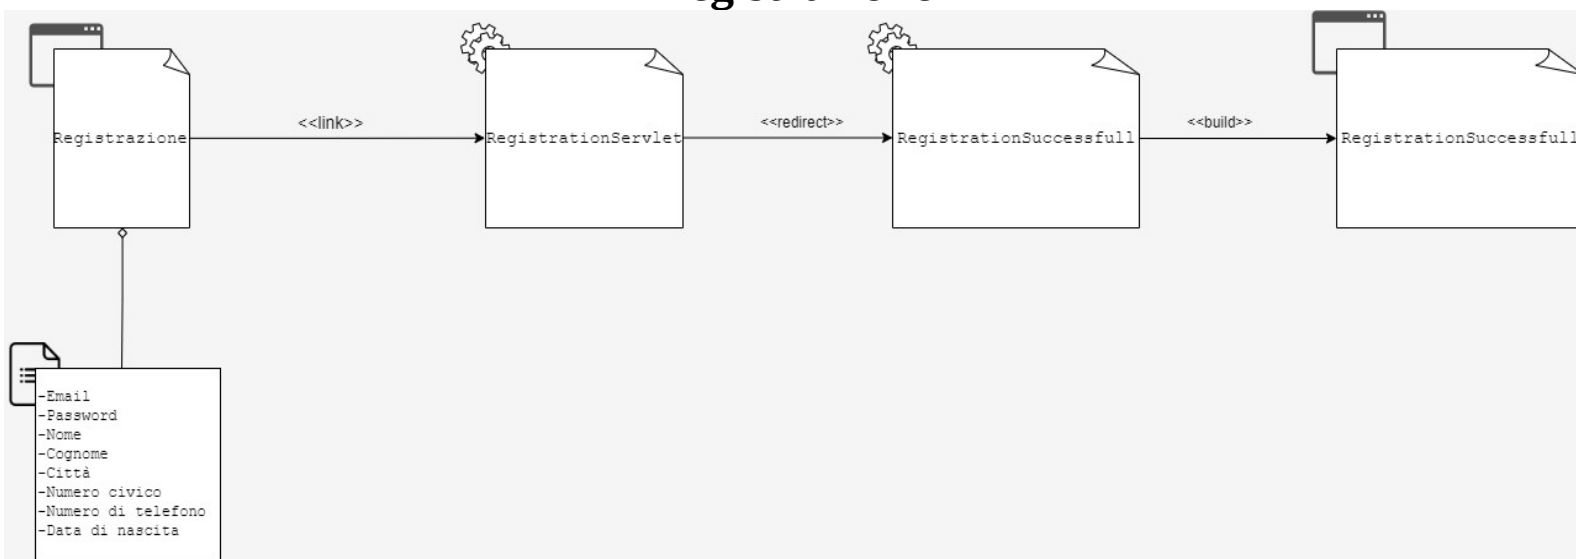 <<link>>
<<redirect>>
<<build>>
Registrazione
RegistrationServlet
RegistrationSuccessfull
RegistrationSuccessfull
-Email
-Password
-Nome
-Cognome
-Città
-Numero civico
-Numero di telefono
-Data di nascita